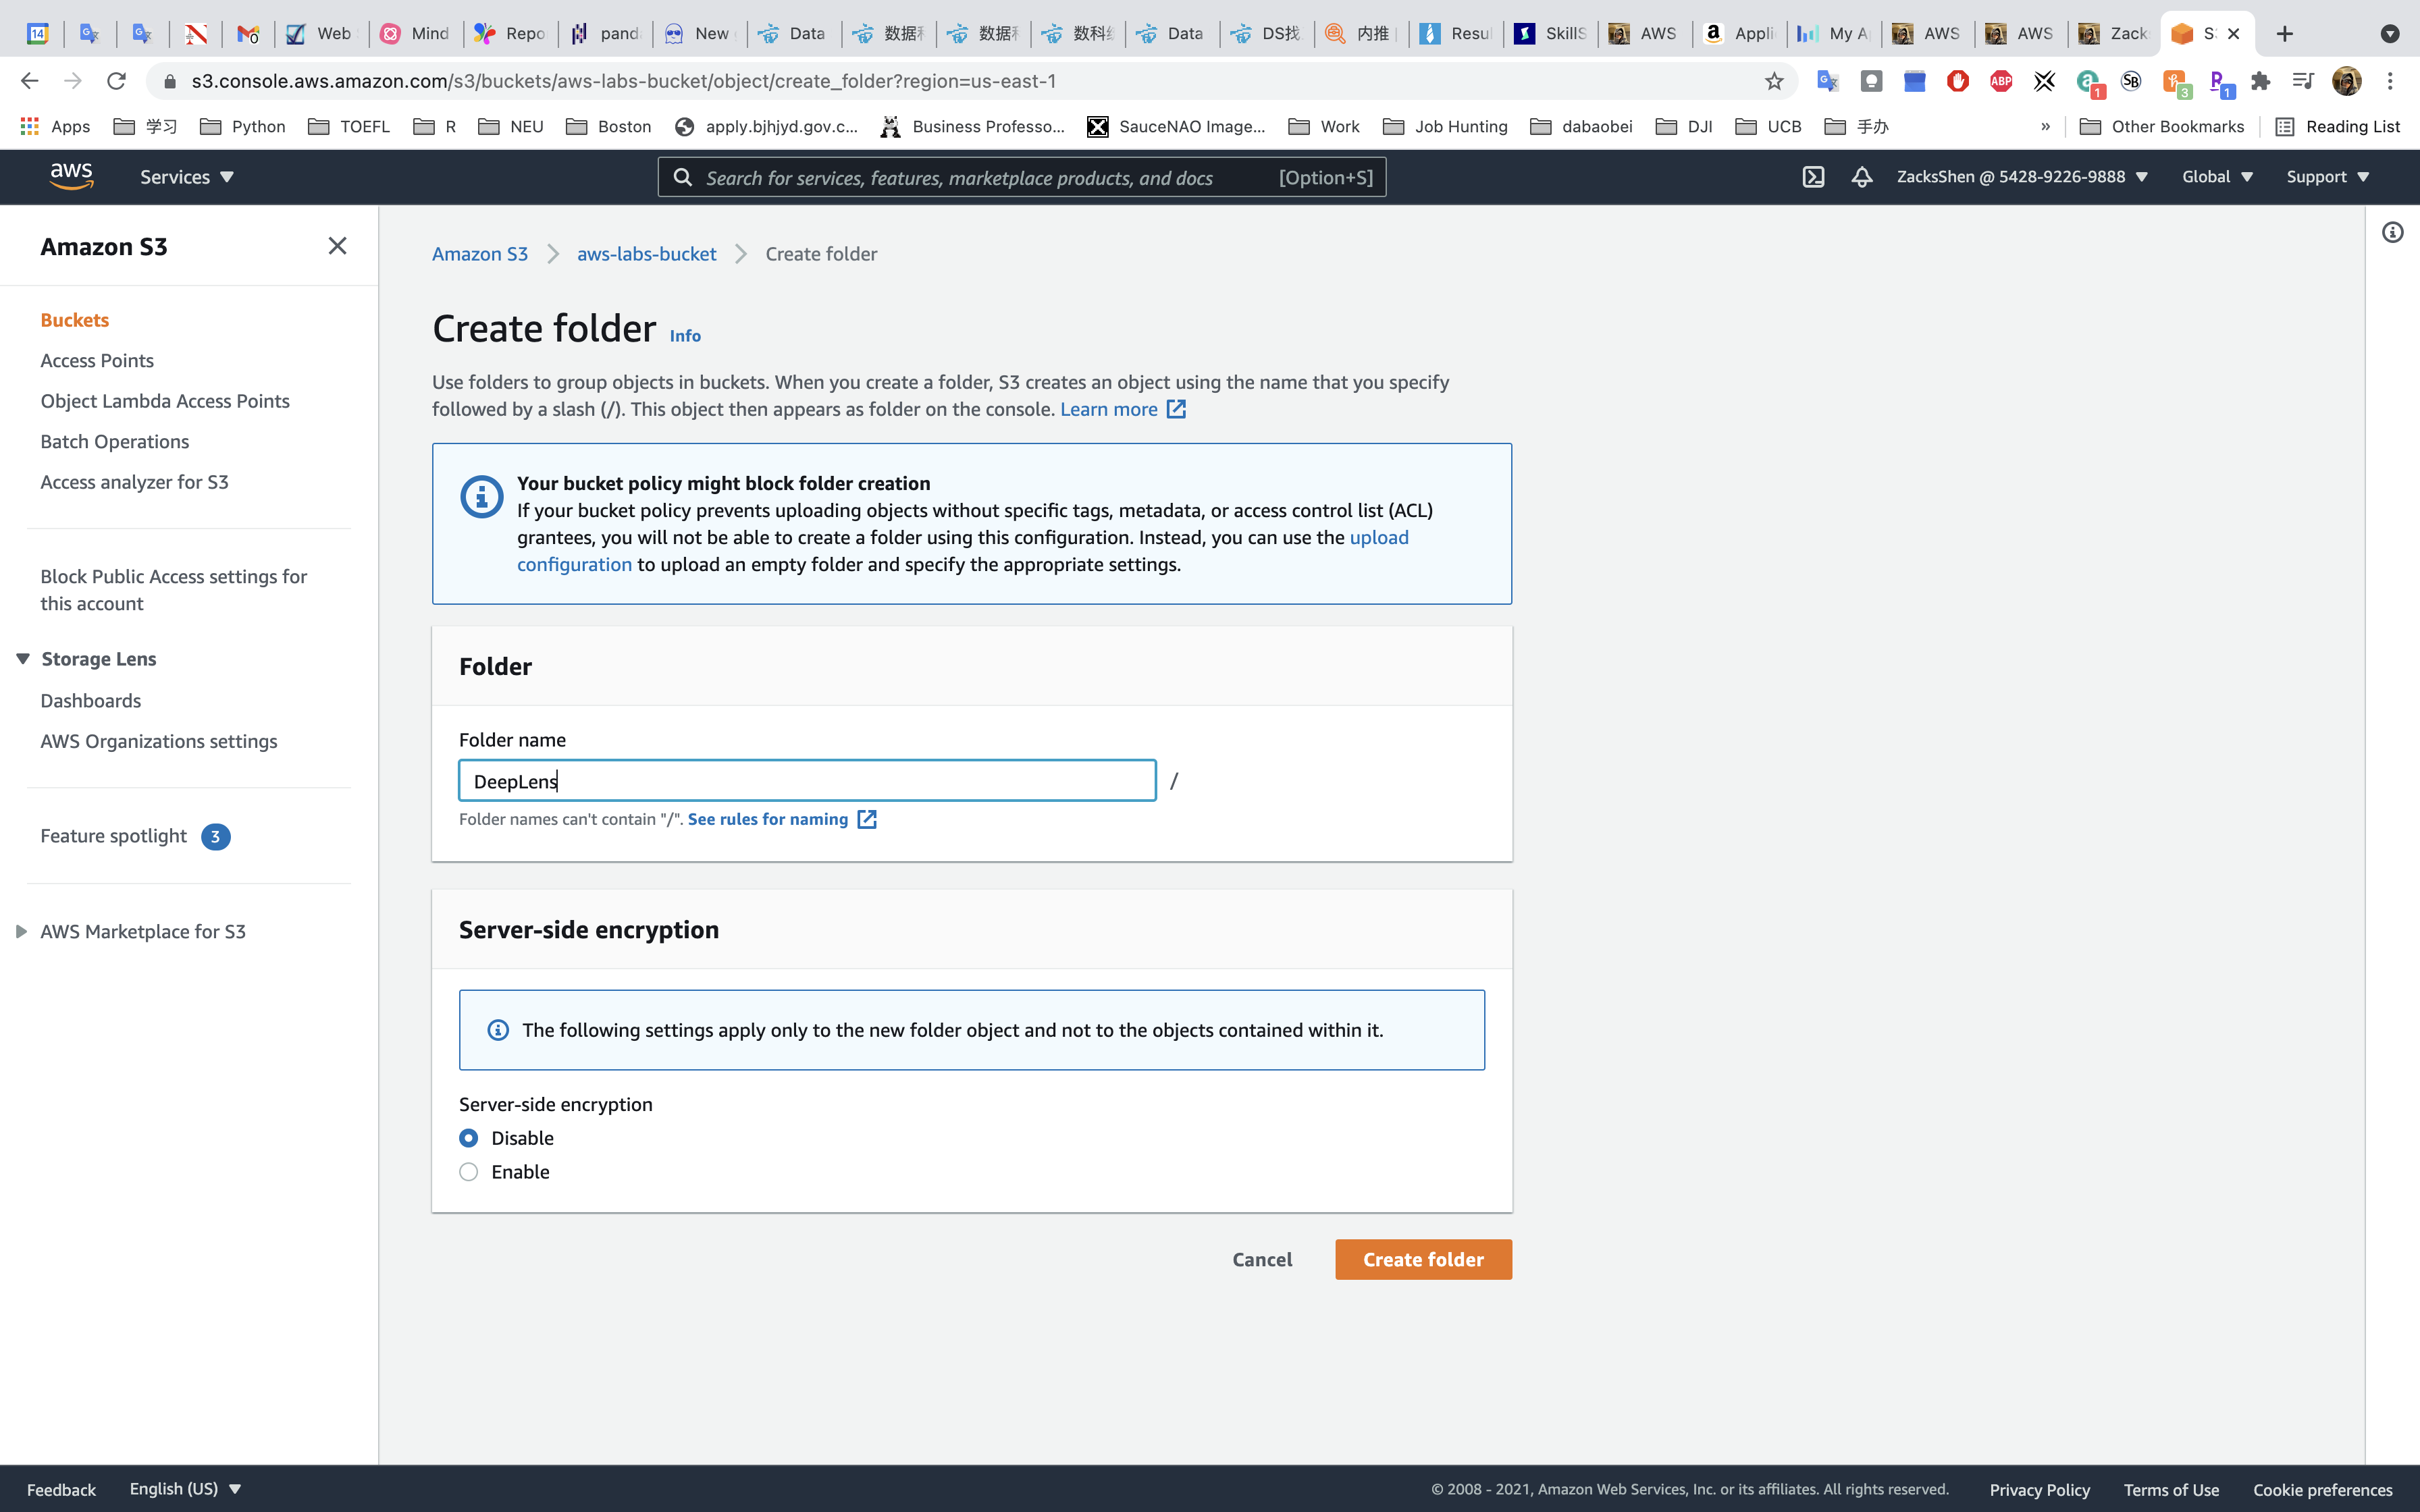 14
Web
Mind
Repo
New
Data
Data
DS找
内推
Resu
SkillS
AWS
Appli
My A
AWS
AWS
Zack
S
s3.console.aws.amazon.com/s3/buckets/aws-labs-bucket/object/create_folder?region=us-east-1
ABP
1
SB
3
1
Apps
学习
Python
TOEFL
R
NEU
Boston
apply.bjhjyd.gov.c...
Business Professo...
SauceNAO Image...
Work
Job Hunting
dabaobei
DJI
UCB
手办
»
Other Bookmarks
Reading List
aws
Services
Search for services, features, marketplace products, and docs
[Option+S]
ZacksShen @ 5428-9226-9888
Global
Support
Amazon S3
Buckets
Access Points
Object Lambda Access Points
Batch Operations
Access analyzer for S3
Block Public Access settings for
this account
Storage Lens
Dashboards
AWS Organizations settings
Feature spotlight 3
AWS Marketplace for S3
Amazon S3 > aws-labs-bucket > Create folder
Create folder Info
Use folders to group objects in buckets. When you create a folder, S3 creates an object using the name that you specify
followed by a slash (/). This object then appears as folder on the console. Learn more
Your bucket policy might block folder creation
If your bucket policy prevents uploading objects without specific tags, metadata, or access control list (ACL)
grantees, you will not be able to create a folder using this configuration. Instead, you can use the upload
configuration to upload an empty folder and specify the appropriate settings.
Folder
Folder name
DeepLens /
Folder names can't contain "/". See rules for naming
Server-side encryption
The following settings apply only to the new folder object and not to the objects contained within it.
Server-side encryption
Disable
Enable
Cancel
Create folder
Feedback
English (US)
© 2008 - 2021, Amazon Web Services, Inc. or its affiliates. All rights reserved.
Privacy Policy
Terms of Use
Cookie preferences